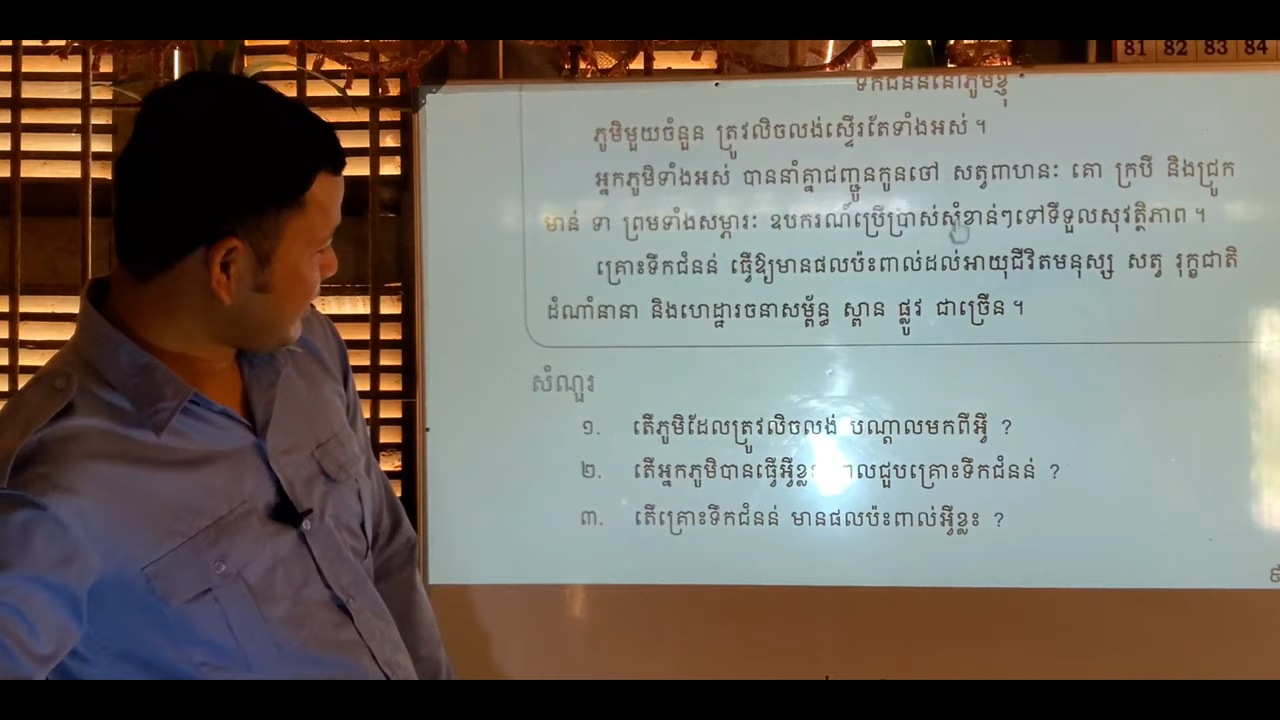 81 82 83 84
ទឹកជំនន់នៅភូមិខ្ញុំ
ភូមិមួយចំនួន ត្រូវលិចលង់ស្ទើរតែទាំងអស់ ។
អ្នកភូមិទាំងអស់ បាននាំគ្នាជញ្ជូនកូនចៅ សត្វពាហនៈ គោ ក្របី និងជ្រូក
មាន់ ទា ព្រមទាំងសម្ភារៈ ឧបករណ៍ប្រើប្រាស់សំខាន់ៗទៅទីទួលសុវត្ថិភាព ។
គ្រោះទឹកជំនន់ ធ្វើឱ្យមានផលប៉ះពាល់ដល់អាយុជីវិតមនុស្ស សត្វ រុក្ខជាតិ
ដំណាំនានា និងហេដ្ឋារចនាសម្ព័ន្ធ ស្ពាន ផ្លូវ ជាច្រើន ។
សំណួរ
១. តើភូមិដែលត្រូវលិចលង់ បណ្តាលមកពីអ្វី ?
២. តើអ្នកភូមិបានធ្វើអ្វីខ្លះ ពេលជួបគ្រោះទឹកជំនន់ ?
៣. តើគ្រោះទឹកជំនន់ មានផលប៉ះពាល់អ្វីខ្លះ ?